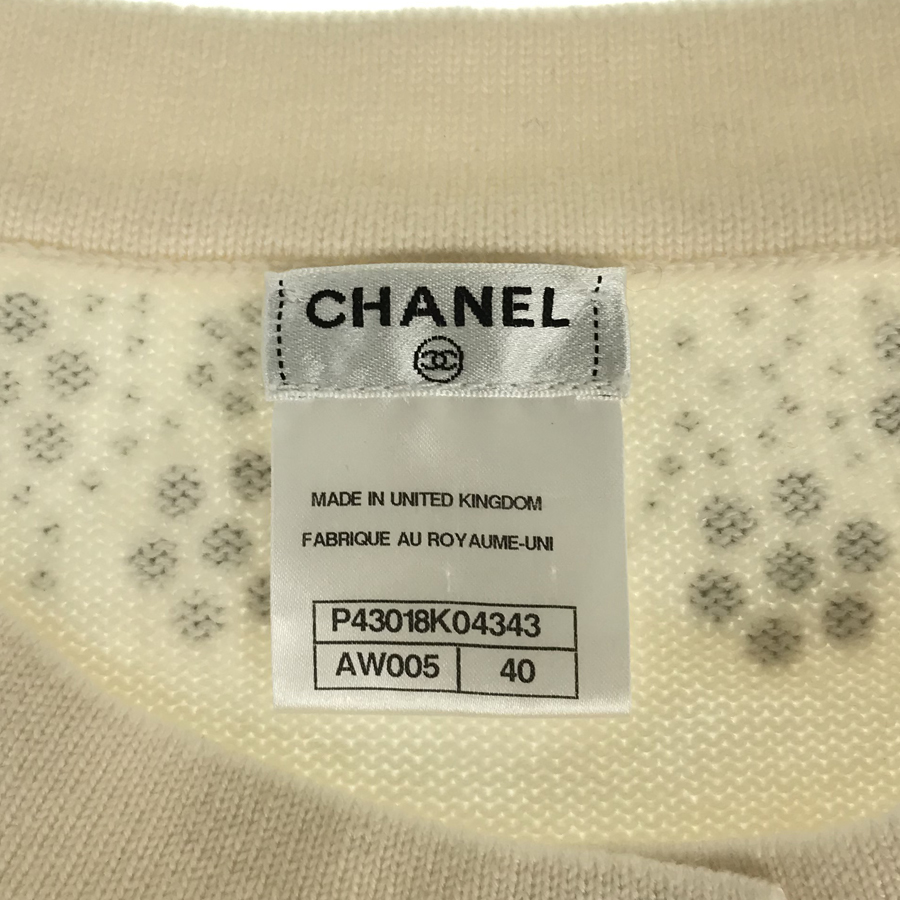 CHANEL
MADE IN UNITED KINGDOM
FABRIQUE AU ROYAUME-UNI
P43018K04343
AW005 40